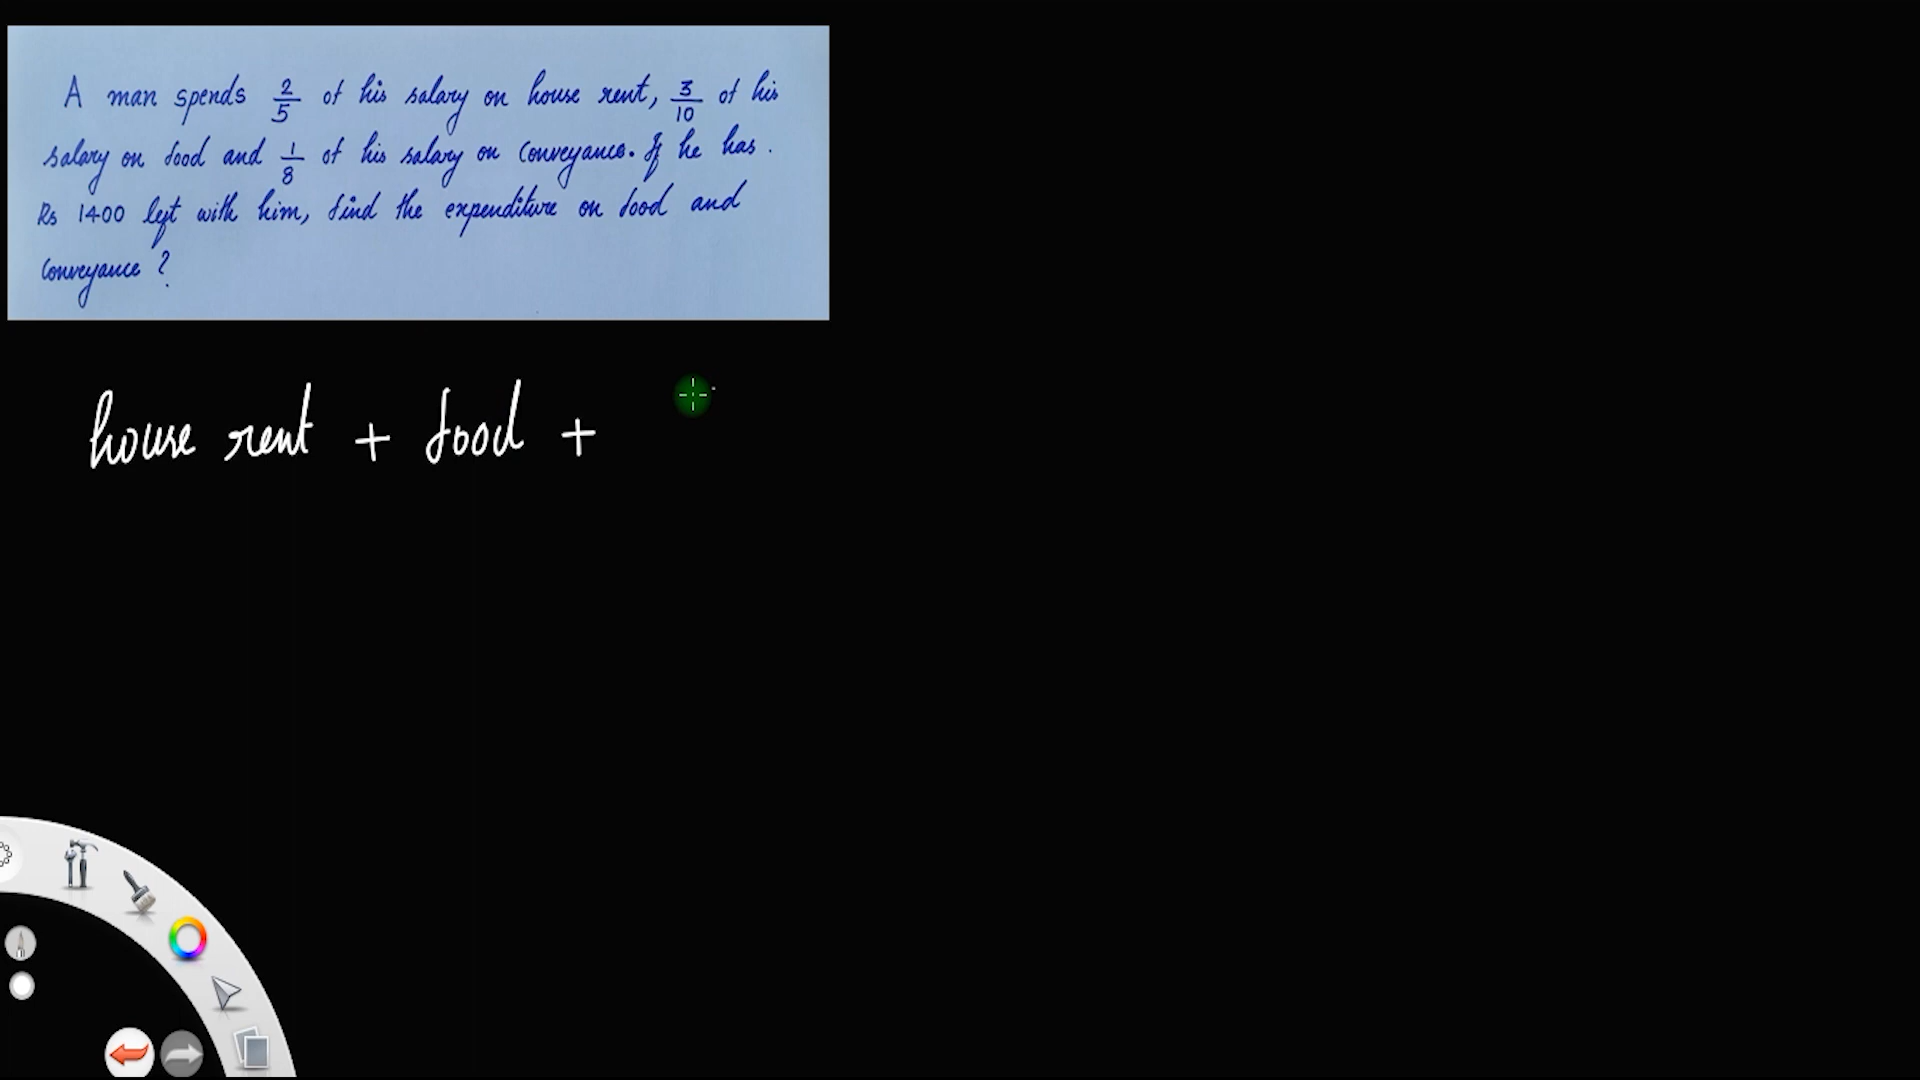 A man spends 2/5 of his salary on house rent, 3/10 of his
salary on food and 1/8 of his salary on Conveyance. If he has
Rs 1400 left with him, find the expenditure on food and
Conveyance ?
house rent + food +